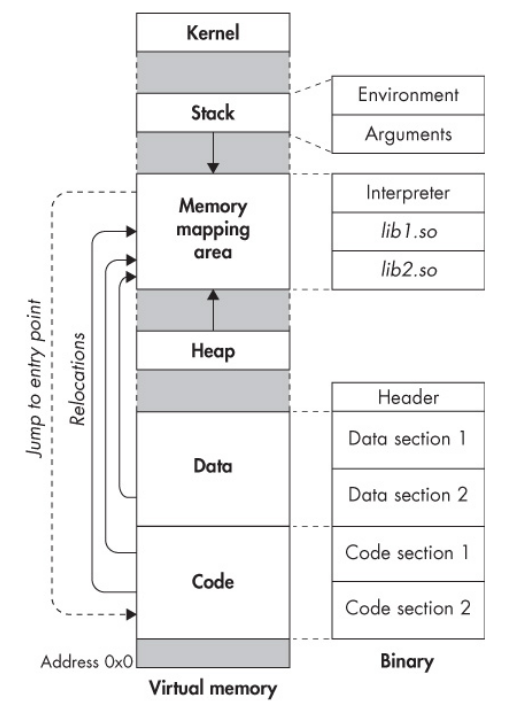 Kernel
Stack
Environment
Arguments
Memory
mapping
area
Interpreter
lib1.so
lib2.so
Heap
Jump to entry point
Relocations
Header
Data
Data section 1
Data section 2
Code
Code section 1
Code section 2
Address 0x0
Virtual memory
Binary